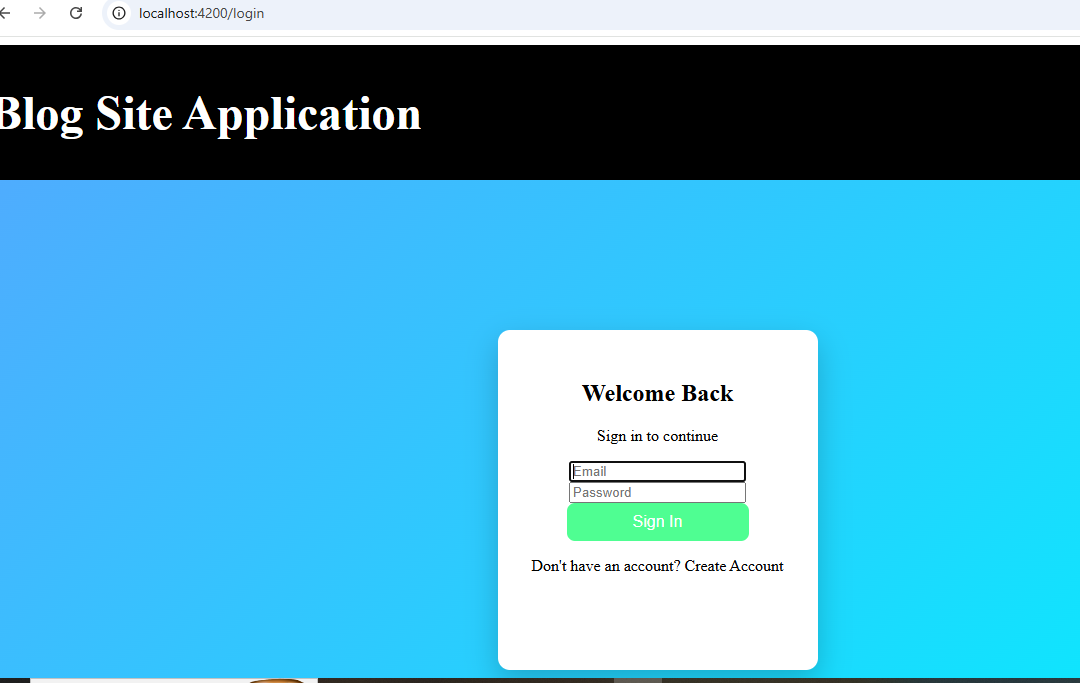 localhost:4200/login
Blog Site Application
Welcome Back
Sign in to continue
Email
Password
Sign In
Don't have an account? Create Account